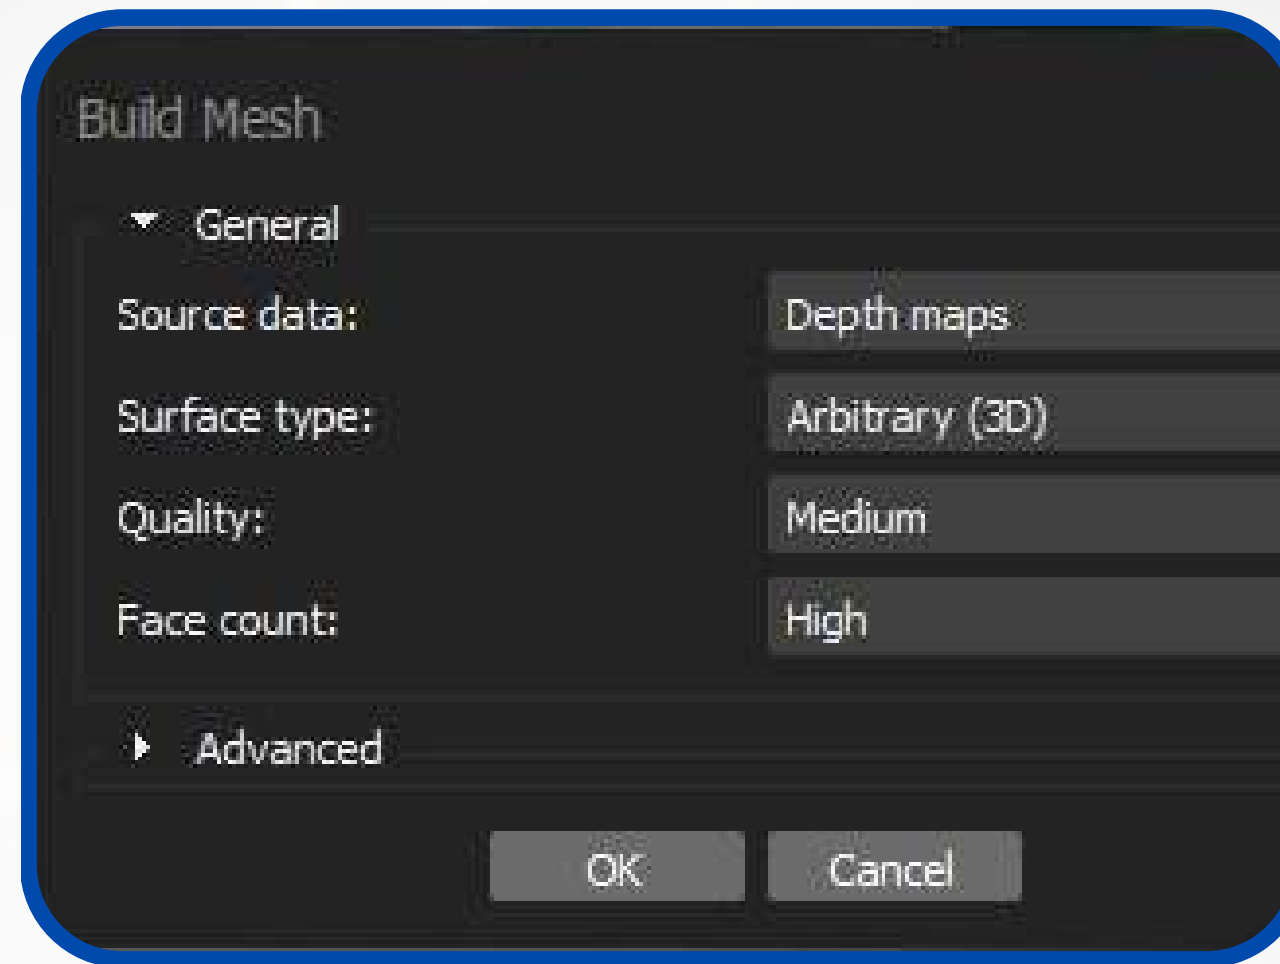 Build Mesh
General
Source data: Depth maps
Surface type: Arbitrary (3D)
Quality: Medium
Face count: High
Advanced
OK Cancel